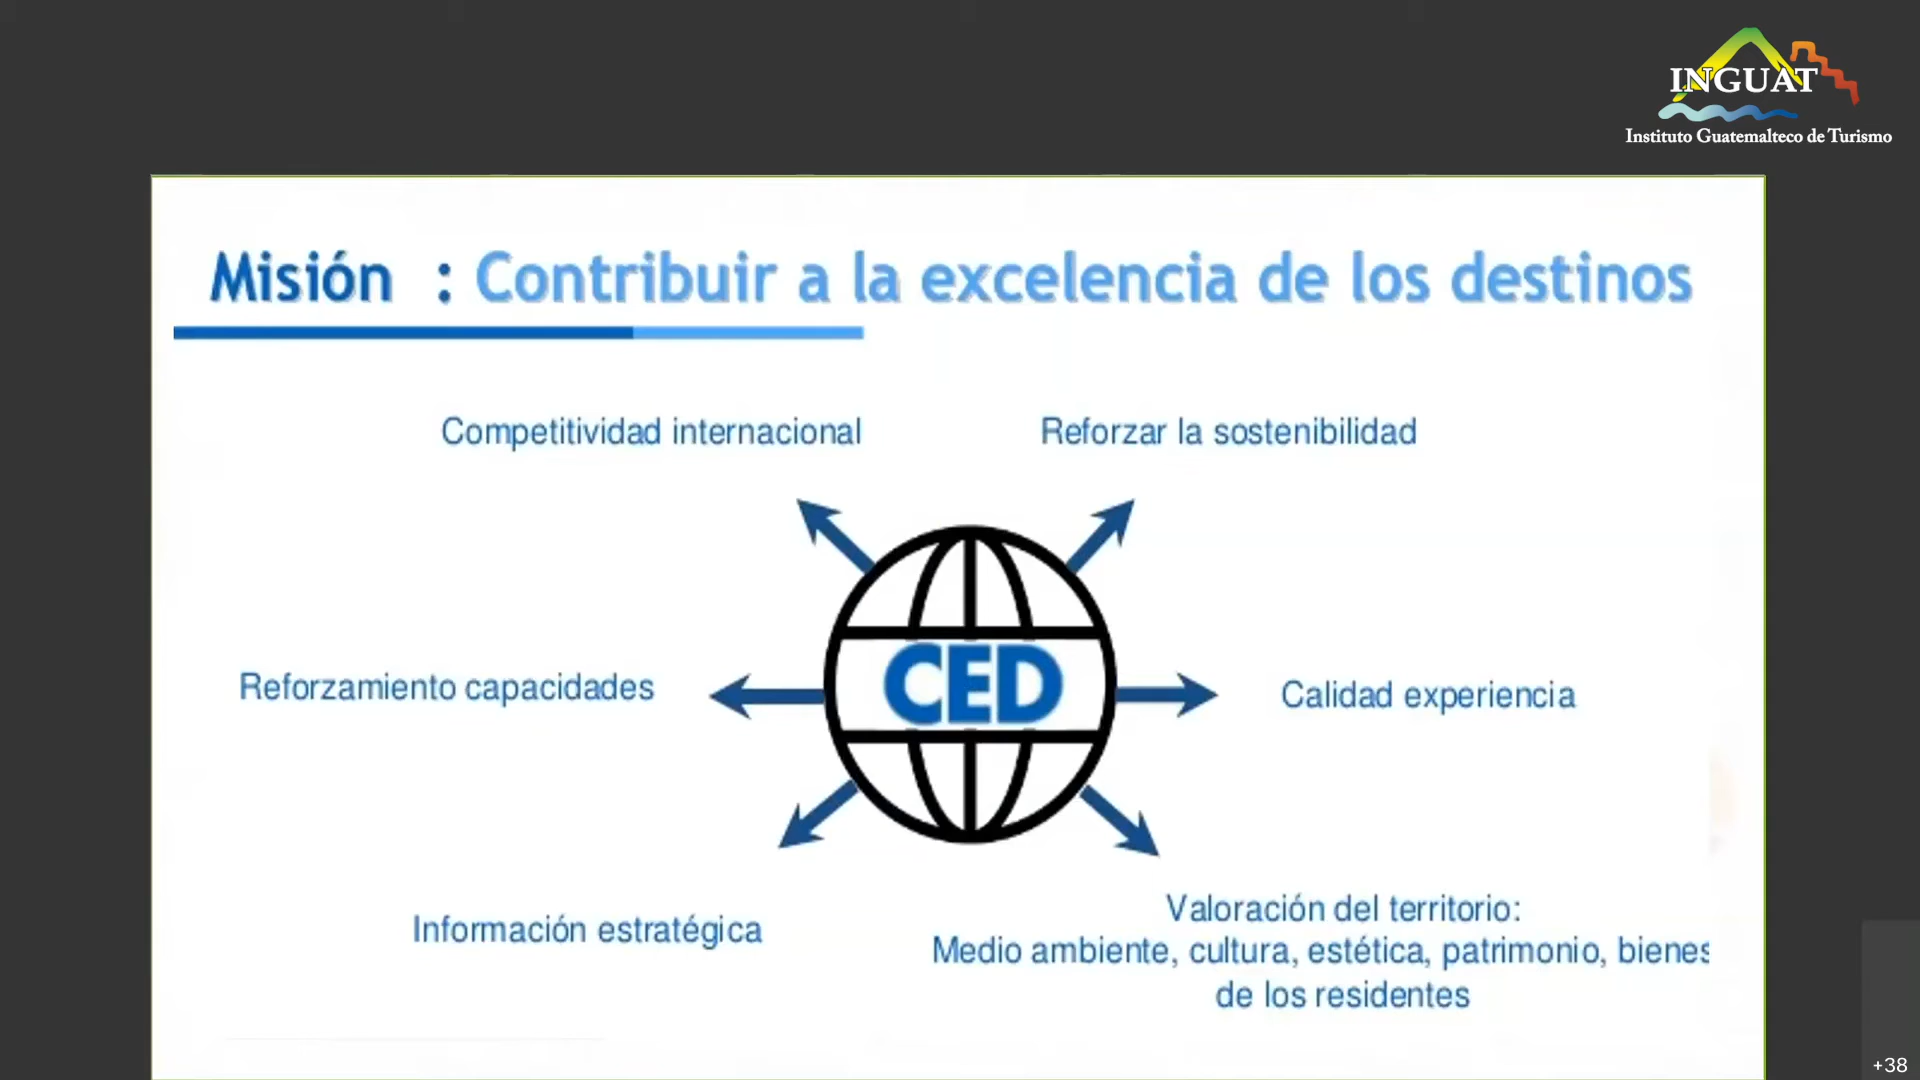 INGUAT
Instituto Guatemalteco de Turismo
Misión : Contribuir a la excelencia de los destinos
Competitividad internacional
Reforzar la sostenibilidad
Reforzamiento capacidades
CED
Calidad experiencia
Información estratégica
Valoración del territorio:
Medio ambiente, cultura, estética, patrimonio, bienes
de los residentes
+38